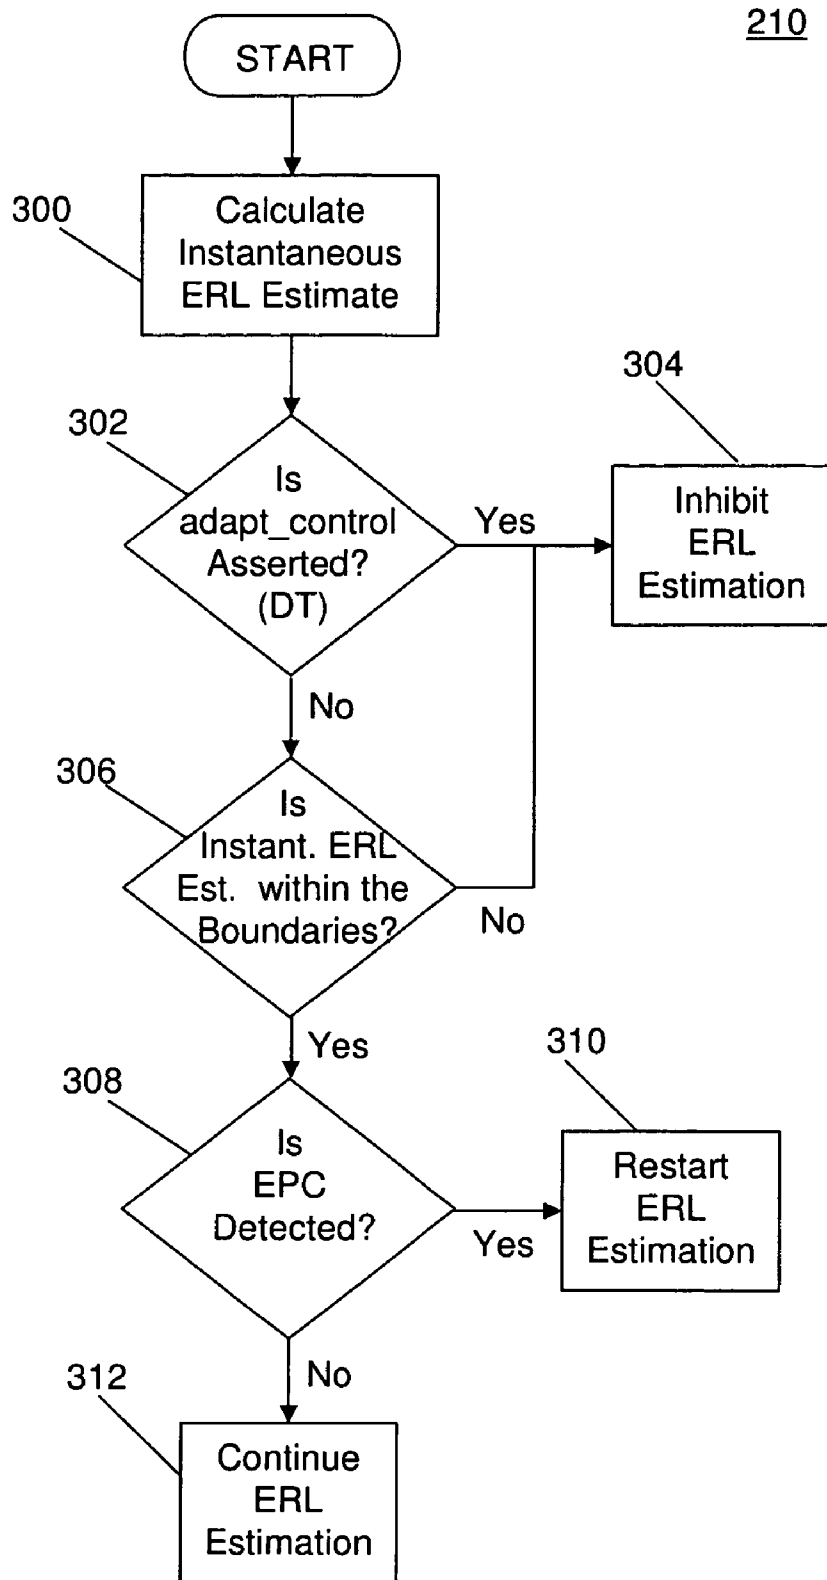 210
START
300
Calculate
Instantaneous
ERL Estimate
302
Is
adapt_control
Asserted?
(DT)
Yes
304
Inhibit
ERL
Estimation
No
306
Is
Instant. ERL
Est. within the
Boundaries?
No
Yes
308
Is
EPC
Detected?
Yes
310
Restart
ERL
Estimation
No
312
Continue
ERL
Estimation